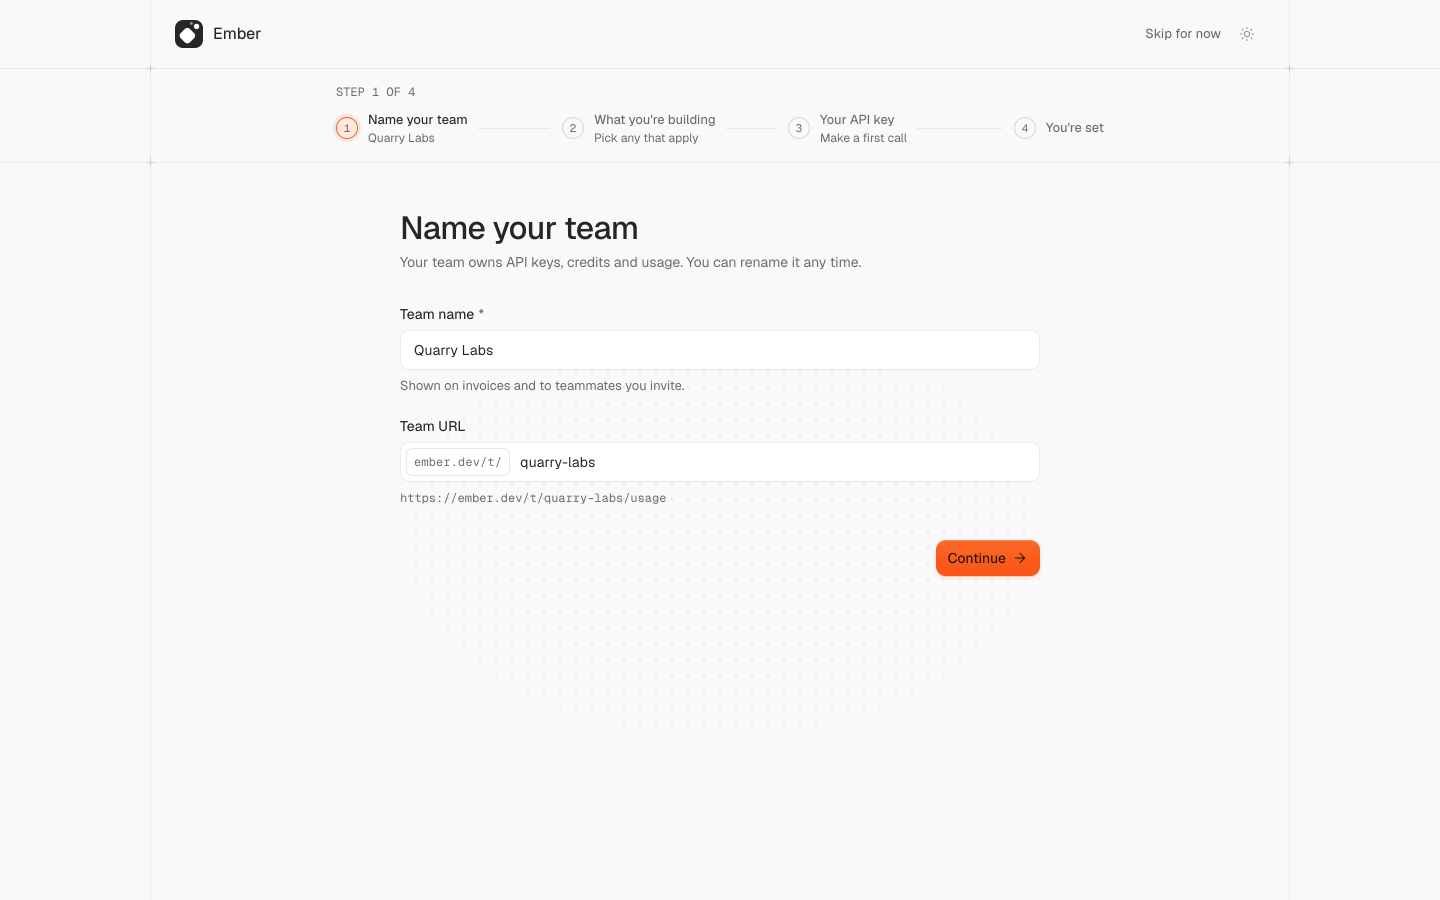 Ember
Skip for now
STEP 1 OF 4
1
Name your team
Quarry Labs
2
What you're building
Pick any that apply
3
Your API key
Make a first call
4
You're set
Name your team
Your team owns API keys, credits and usage. You can rename it any time.
Team name *
Quarry Labs
Shown on invoices and to teammates you invite.
Team URL
ember.dev/t/ quarry-labs
https://ember.dev/t/quarry-labs/usage
Continue →